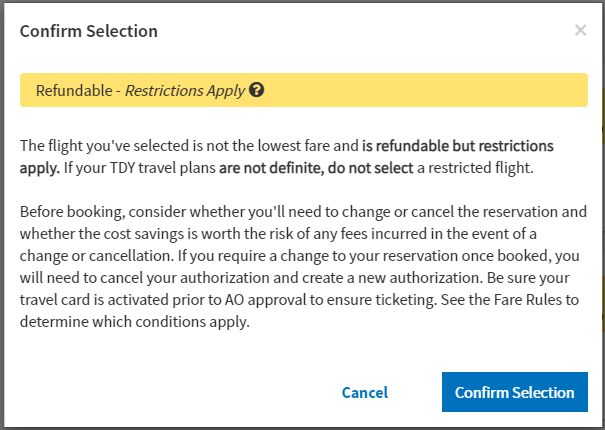 Confirm Selection ×
Refundable - Restrictions Apply ?
The flight you've selected is not the lowest fare and is refundable but restrictions
apply. If your TDY travel plans are not definite, do not select a restricted flight.
Before booking, consider whether you'll need to change or cancel the reservation and
whether the cost savings is worth the risk of any fees incurred in the event of a
change or cancellation. If you require a change to your reservation once booked, you
will need to cancel your authorization and create a new authorization. Be sure your
travel card is activated prior to AO approval to ensure ticketing. See the Fare Rules to
determine which conditions apply.
Cancel Confirm Selection